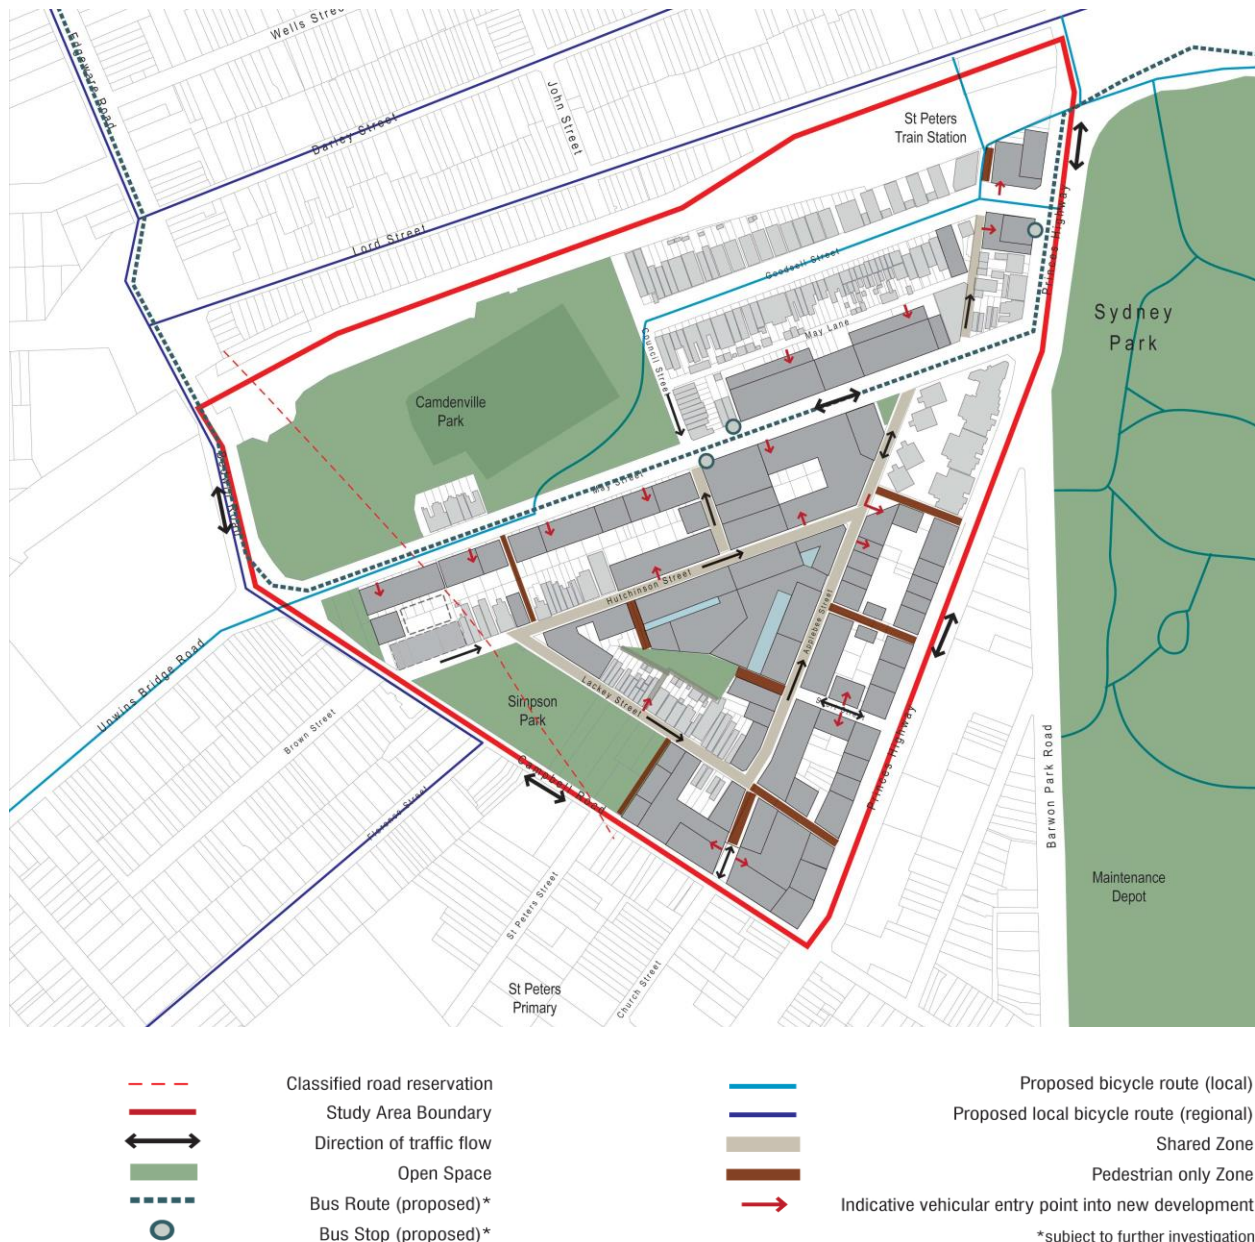 Wells Street
Edgeware Road
John Street
Darley Street
St Peters
Train Station
Lord Street
Princes Highway
Goodsell Street
Sydney
Park
May Lane
Council Street
Camdenville
Park
May Street
Hutchinson Street
Applebee Street
Unwins Bridge Road
Simpson
Park
Lackey Street
Brown Street
Campbell Road
Princes Highway
Florence Street
Barwon Park Road
Maintenance
Depot
St Peters Street
Church Street
St Peters
Primary
Classified road reservation
Study Area Boundary
Direction of traffic flow
Open Space
Bus Route (proposed)*
Bus Stop (proposed)*
Proposed bicycle route (local)
Proposed local bicycle route (regional)
Shared Zone
Pedestrian only Zone
Indicative vehicular entry point into new development
*subject to further investigation